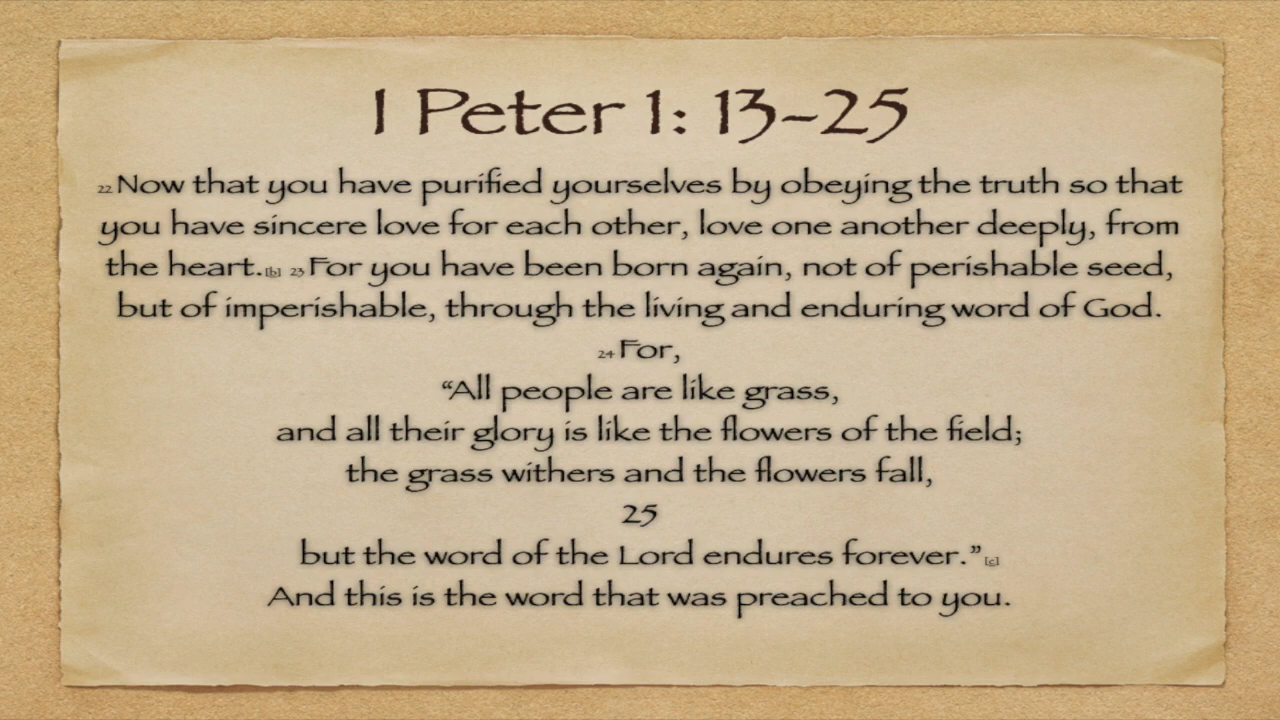 I Peter 1: 13-25
22 Now that you have purified yourselves by obeying the truth so that
you have sincere love for each other, love one another deeply, from
the heart.[b] 23 For you have been born again, not of perishable seed,
but of imperishable, through the living and enduring word of God.
24 For,
“All people are like grass,
and all their glory is like the flowers of the field;
the grass withers and the flowers fall,
25
but the word of the Lord endures forever.” [c]
And this is the word that was preached to you.